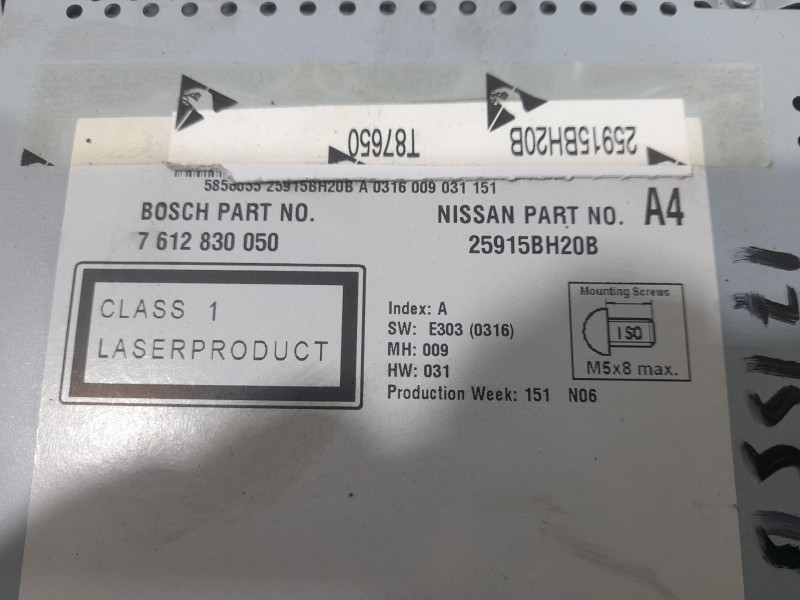 T87650 25915BH20B
25915BH20B A 0316 009 031 151
BOSCH PART NO.
7 612 830 050
NISSAN PART NO. A4
25915BH20B
CLASS 1
LASERPRODUCT
Index: A
SW: E303 (0316)
MH: 009
HW: 031
Production Week: 151 N06
Mounting Screws
ISO
M5x8 max.